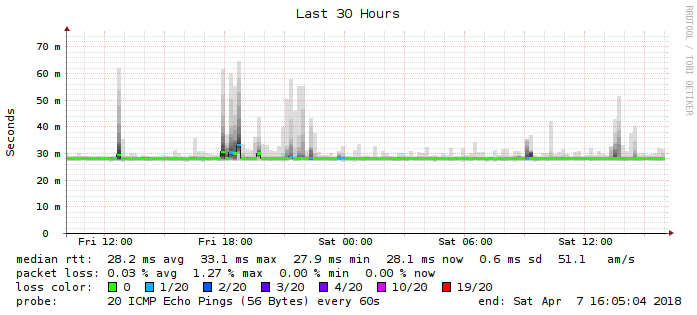 Last 30 Hours
RRDTOOL / TOBI OETIKER
Seconds
70 m
60 m
50 m
40 m
30 m
20 m
10 m
0
Fri 12:00 Fri 18:00 Sat 00:00 Sat 06:00 Sat 12:00
median rtt: 28.2 ms avg 33.1 ms max 27.9 ms min 28.1 ms now 0.6 ms sd 51.1 am/s
packet loss: 0.03 % avg 1.27 % max 0.00 % min 0.00 % now
loss color: 0 1/20 2/20 3/20 4/20 10/20 19/20
probe: 20 ICMP Echo Pings (56 Bytes) every 60s end: Sat Apr 7 16:05:04 2018